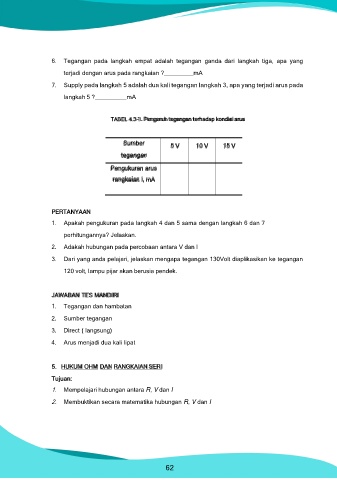 6. Tegangan pada langkah empat adalah tegangan ganda dari langkah tiga, apa yang
terjadi dengan arus pada rangkaian ?_________mA
7. Supply pada langkah 5 adalah dua kali tegangan langkah 3, apa yang terjadi arus pada
langkah 5 ?_________mA
TABEL 4.3-1. Pengaruh tegangan terhadap kondisi arus
Sumber tegangan 5 V 10 V 15 V
Pengukuran arus
rangkaian I, mA
PERTANYAAN
1. Apakah pengukuran pada langkah 4 dan 5 sama dengan langkah 6 dan 7
perhitungannya? Jelaskan.
2. Adakah hubungan pada percobaan antara V dan I
3. Dari yang anda pelajari, jelaskan mengapa tegangan 130Volt diaplikasikan ke tegangan
120 volt, lampu pijar akan berusia pendek.
JAWABAN TES MANDIRI
1. Tegangan dan hambatan
2. Sumber tegangan
3. Direct ( langsung)
4. Arus menjadi dua kali lipat
5. HUKUM OHM DAN RANGKAIAN SERI
Tujuan:
1. Mempelajari hubungan antara R, V dan I
2. Membuktikan secara matematika hubungan R, V dan I
62